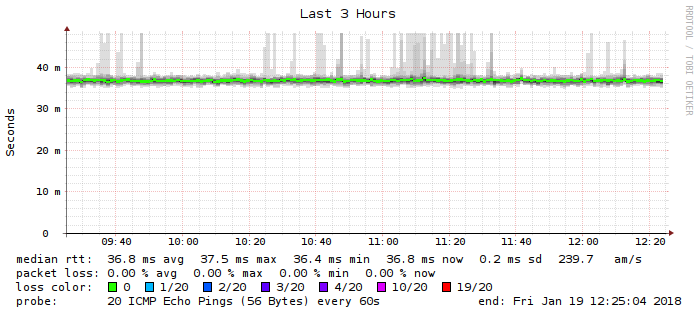 Last 3 Hours
RRDTOOL / TOBI OETIKER
Seconds
40 m
30 m
20 m
10 m
0
09:40 10:00 10:20 10:40 11:00 11:20 11:40 12:00 12:20
median rtt: 36.8 ms avg 37.5 ms max 36.4 ms min 36.8 ms now 0.2 ms sd 239.7 am/s
packet loss: 0.00 % avg 0.00 % max 0.00 % min 0.00 % now
loss color: 0 1/20 2/20 3/20 4/20 10/20 19/20
probe: 20 ICMP Echo Pings (56 Bytes) every 60s end: Fri Jan 19 12:25:04 2018